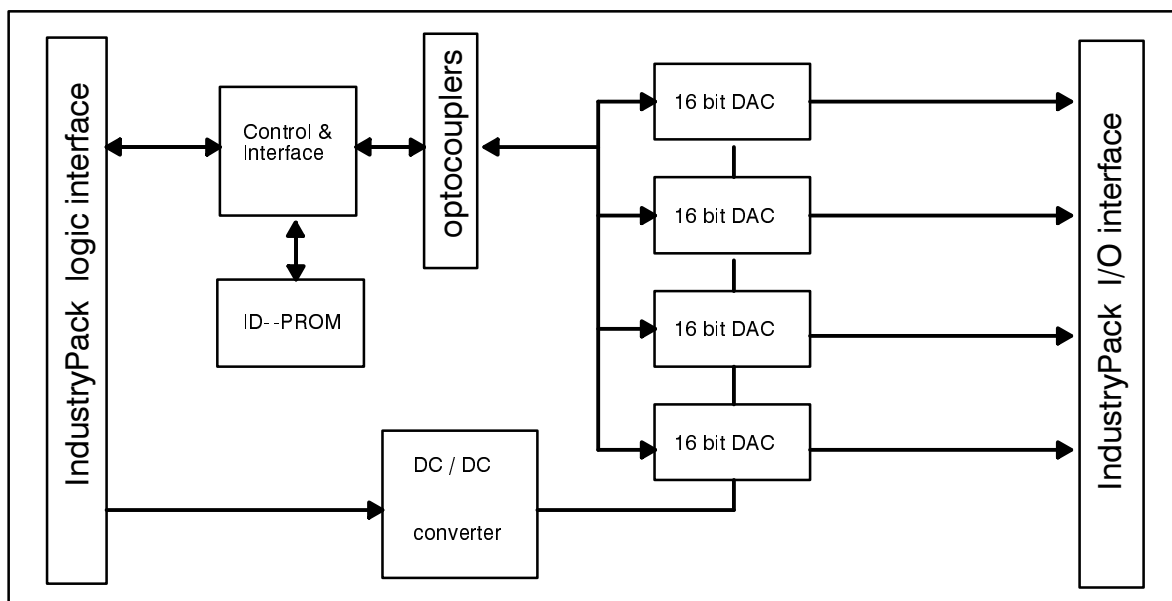 IndustryPack logic interface
Control &
Interface
ID--PROM
optocouplers
DC / DC
converter
16 bit DAC
16 bit DAC
16 bit DAC
16 bit DAC
IndustryPack I/O interface